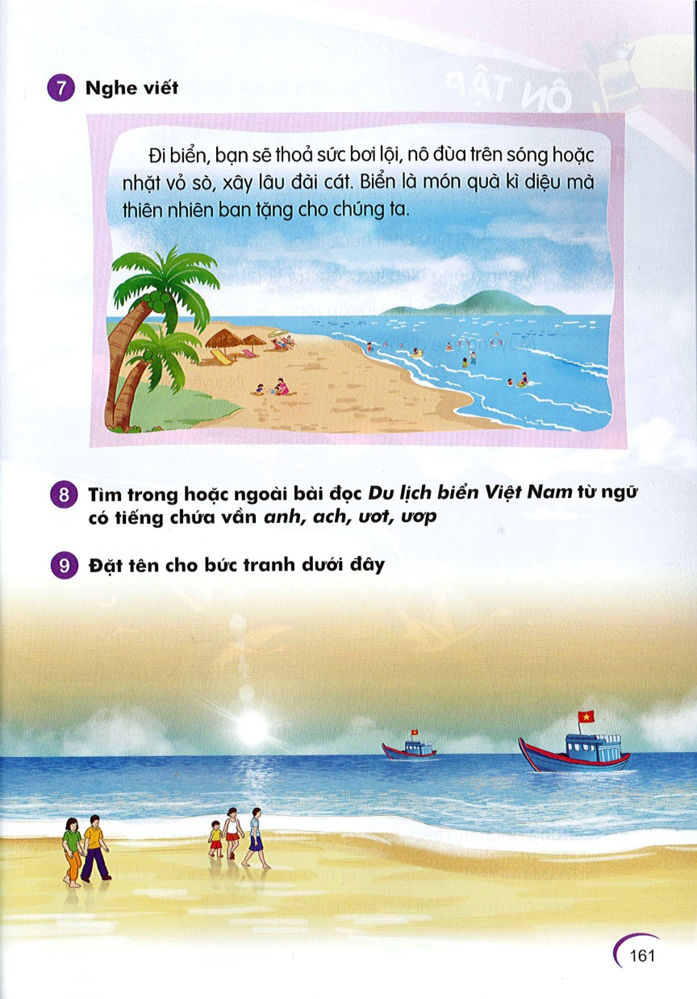 7 Nghe viết
Đi biển, bạn sẽ thoả sức bơi lội, nô đùa trên sóng hoặc
nhặt vỏ sò, xây lâu đài cát. Biển là món quà kì diệu mà
thiên nhiên ban tặng cho chúng ta.
8 Tìm trong hoặc ngoài bài đọc Du lịch biển Việt Nam từ ngữ
có tiếng chứa vần anh, ach, ươt, ươp
9 Đặt tên cho bức tranh dưới đây
161